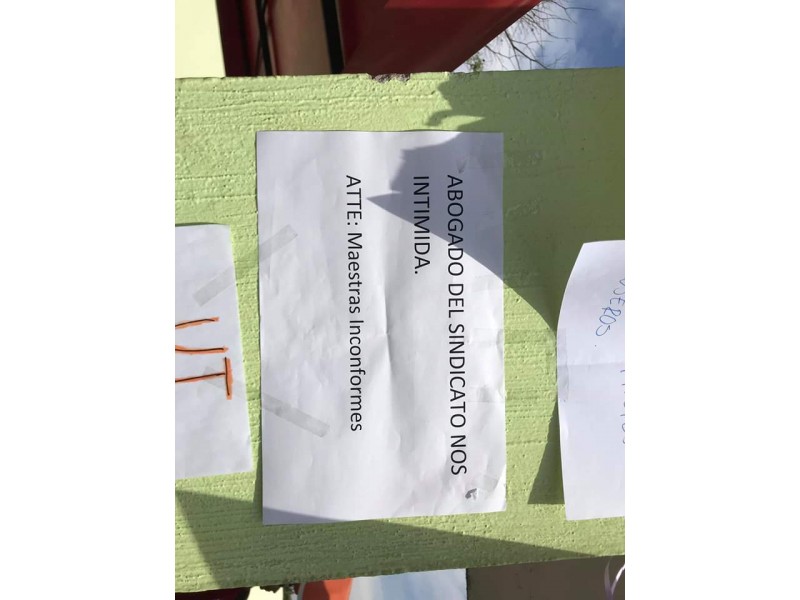 ABOGADO DEL SINDICATO NOS
INTIMIDA.
ATTE: Maestras Inconformes